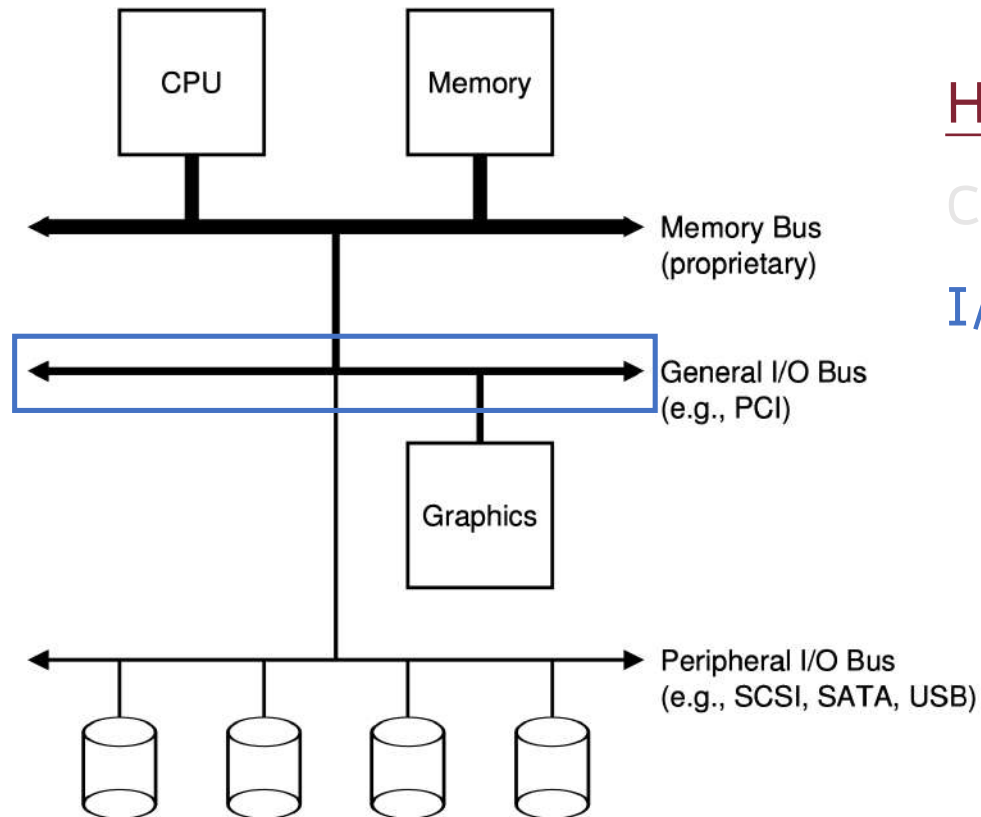 CPU
Memory
H
C
Memory Bus
(proprietary)
I/
General I/O Bus
(e.g., PCI)
Graphics
Peripheral I/O Bus
(e.g., SCSI, SATA, USB)